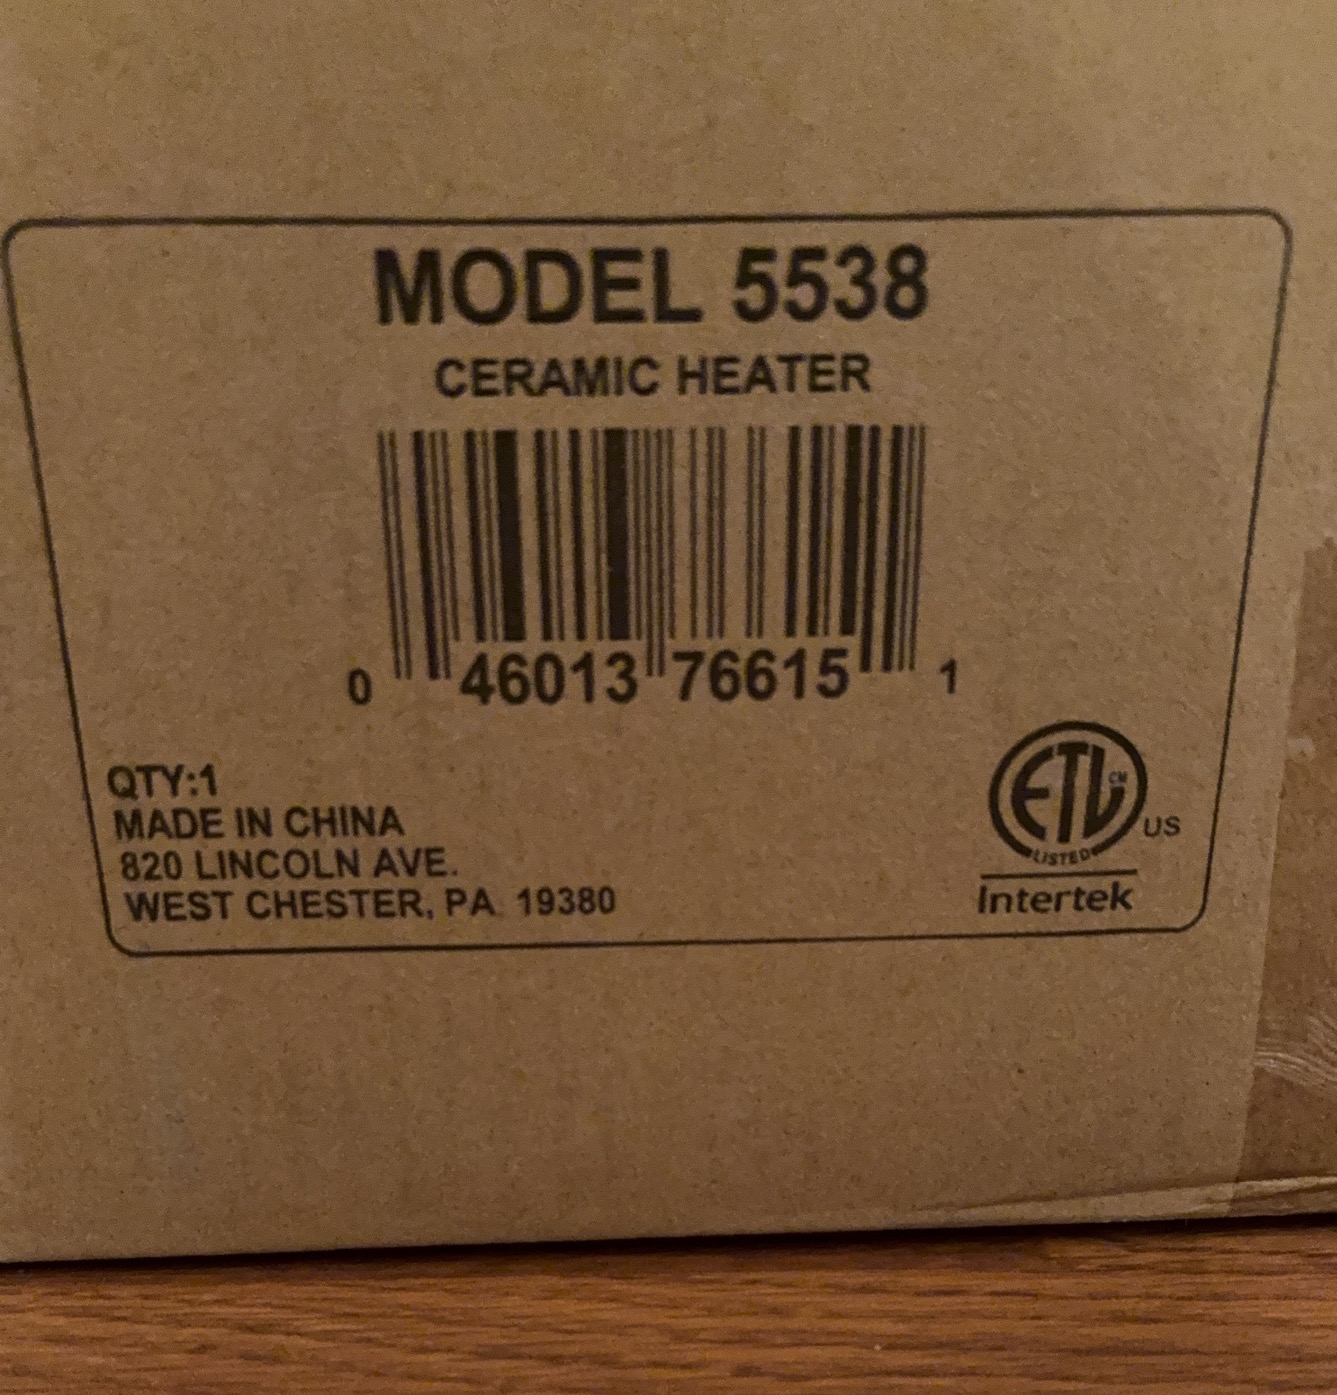 MODEL 5538
CERAMIC HEATER
0 46013 76615 1
QTY:1
MADE IN CHINA
820 LINCOLN AVE.
WEST CHESTER, PA 19380
ETL CM
US
LISTED
Intertek